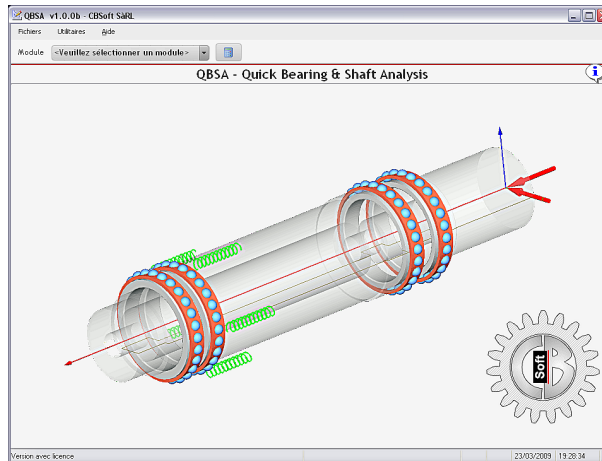 QBSA v1.0.0b - CBSoft SàRL
Fichiers Utilitaires Aide
Module <Veuillez sélectionner un module>
QBSA - Quick Bearing & Shaft Analysis
i
CB
Soft
Version avec licence 23/03/2009 19:28:34